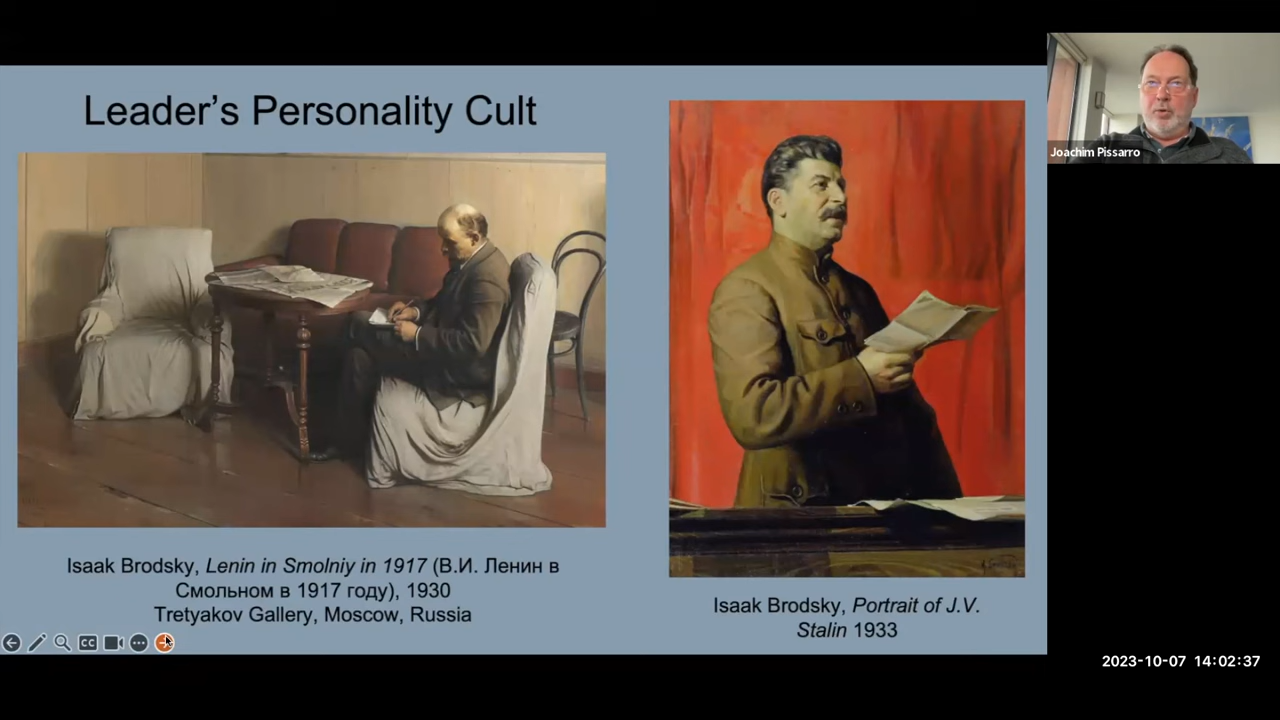 Leader's Personality Cult
Isaak Brodsky, Lenin in Smolniy in 1917 (В.И. Ленин в
Смольном в 1917 году), 1930
Tretyakov Gallery, Moscow, Russia
Isaak Brodsky, Portrait of J.V.
Stalin 1933
CC
Joachim Pissarro
2023-10-07 14:02:37